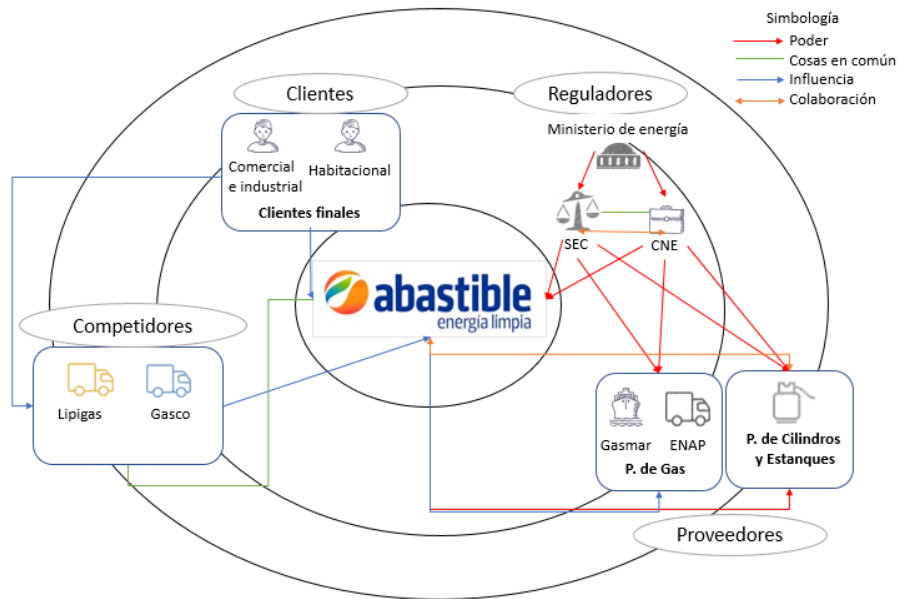 Simbología
Poder
Cosas en común
Influencia
Colaboración
Clientes
Reguladores
Ministerio de energía
Comercial
e industrial
Habitacional
Clientes finales
SEC
CNE
abastible
energía limpia
Competidores
Lipigas
Gasco
Gasmar
ENAP
P. de Gas
P. de Cilindros
y Estanques
Proveedores